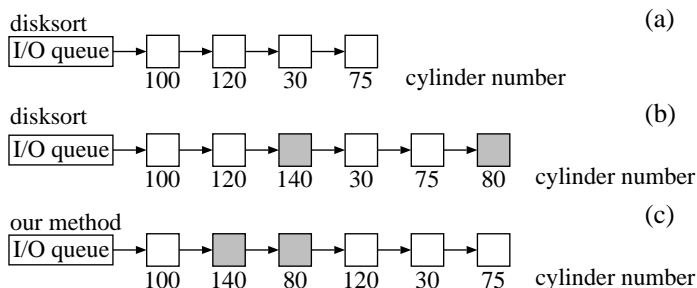 disksort (a)
I/O queue
100 120 30 75 cylinder number
disksort (b)
I/O queue
100 120 140 30 75 80 cylinder number
our method (c)
I/O queue
100 140 80 120 30 75 cylinder number